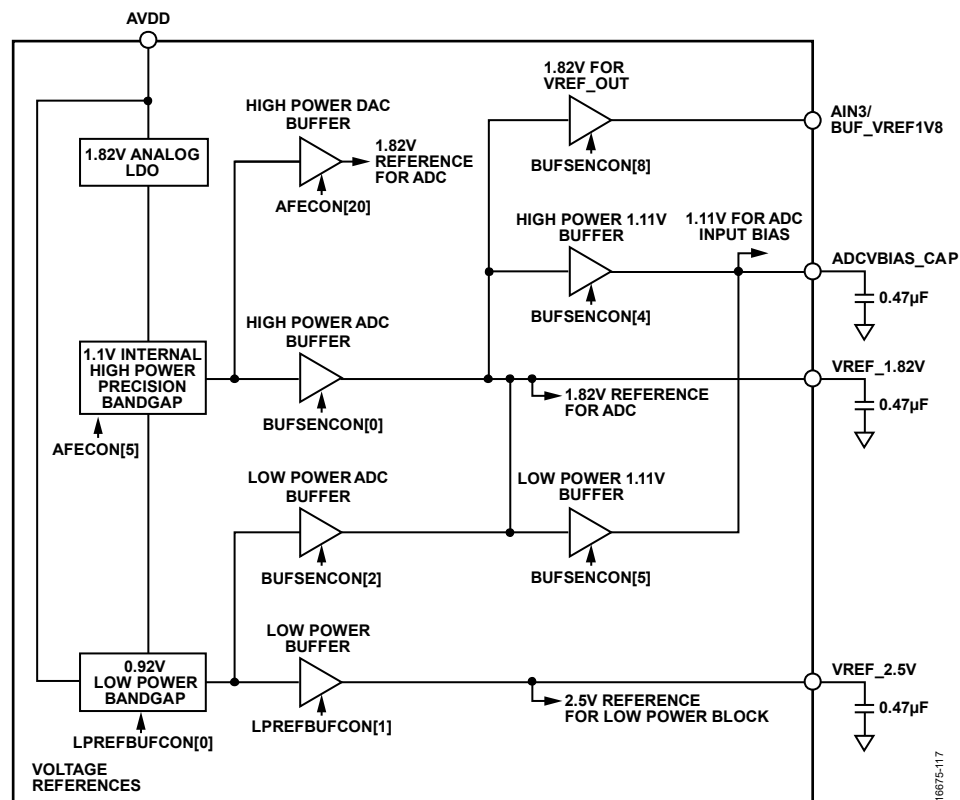 AVDD
1.82V FOR
VREF_OUT
HIGH POWER DAC
BUFFER
AIN3/
BUF_VREF1V8
1.82V ANALOG
LDO
1.82V
REFERENCE
FOR ADC
BUFSENCON[8]
AFECON[20]
HIGH POWER 1.11V
BUFFER
1.11V FOR ADC
INPUT BIAS
ADCVBIAS_CAP
0.47µF
BUFSENCON[4]
HIGH POWER ADC
BUFFER
1.1V INTERNAL
HIGH POWER
PRECISION
BANDGAP
VREF_1.82V
1.82V REFERENCE
FOR ADC
0.47µF
BUFSENCON[0]
AFECON[5]
LOW POWER ADC
BUFFER
LOW POWER 1.11V
BUFFER
BUFSENCON[2]
BUFSENCON[5]
LOW POWER
BUFFER
0.92V
LOW POWER
BANDGAP
VREF_2.5V
2.5V REFERENCE
FOR LOW POWER BLOCK
0.47µF
LPREFBUFCON[0]
LPREFBUFCON[1]
VOLTAGE
REFERENCES
16675-117